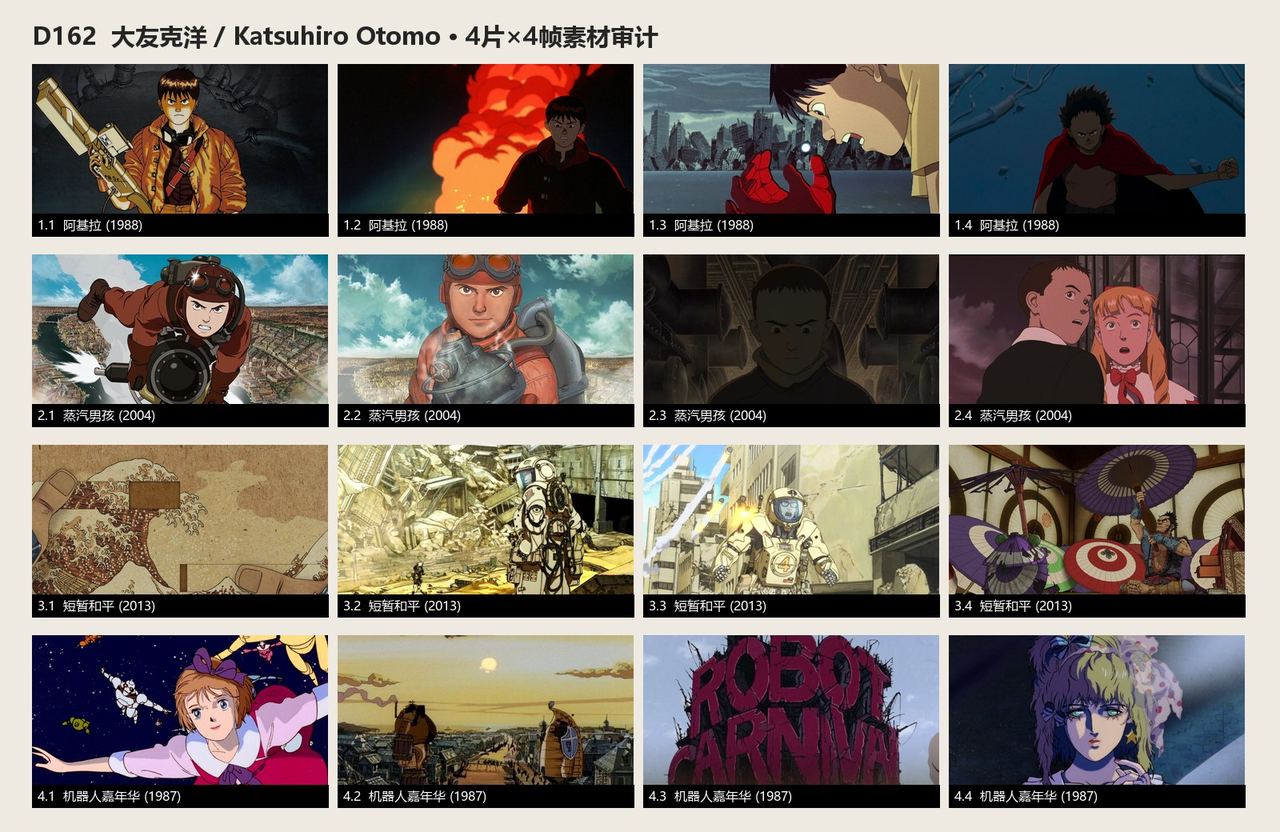 D162 大友克洋 / Katsuhiro Otomo • 4片×4帧素材审计
1.1 阿基拉 (1988)
1.2 阿基拉 (1988)
1.3 阿基拉 (1988)
1.4 阿基拉 (1988)
2.1 蒸汽男孩 (2004)
2.2 蒸汽男孩 (2004)
2.3 蒸汽男孩 (2004)
2.4 蒸汽男孩 (2004)
4
3.1 短暂和平 (2013)
3.2 短暂和平 (2013)
3.3 短暂和平 (2013)
3.4 短暂和平 (2013)
ROBOT
CARNIVAL
4.1 机器人嘉年华 (1987)
4.2 机器人嘉年华 (1987)
4.3 机器人嘉年华 (1987)
4.4 机器人嘉年华 (1987)